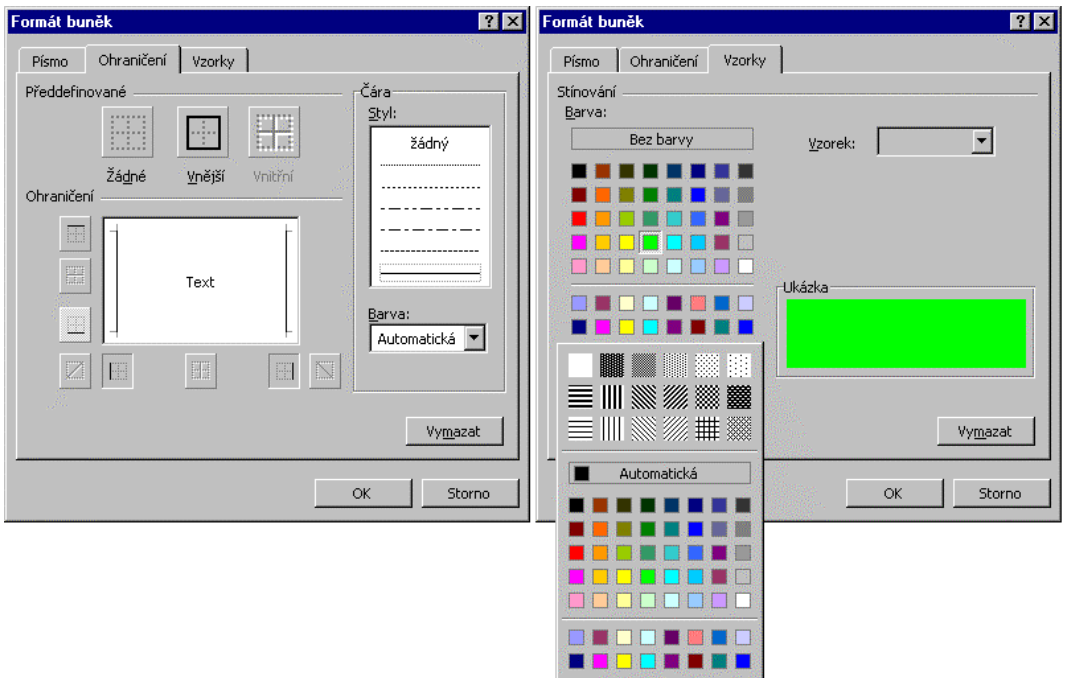 Formát buněk
Písmo Ohraničení Vzorky
Předdefinované
Žádné Vnější Vnitřní
Ohraničení
Text
Čára
Styl:
žádný
Barva:
Automatická
Vymazat
OK Storno
Formát buněk
Písmo Ohraničení Vzorky
Stínování
Barva:
Bez barvy
Vzorek:
Ukázka
Automatická
Vymazat
OK Storno